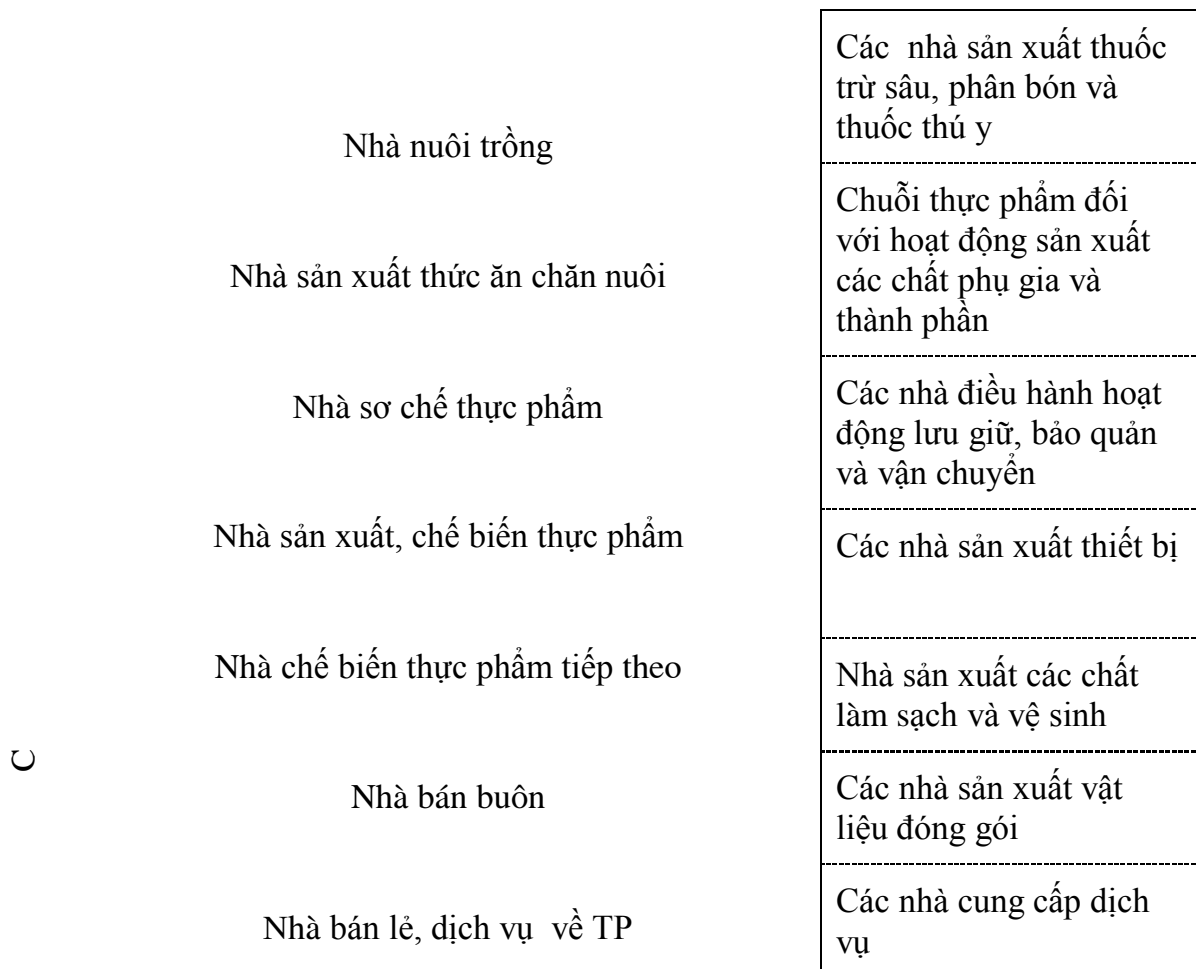 Nhà nuôi trồng
Nhà sản xuất thức ăn chăn nuôi
Nhà sơ chế thực phẩm
Nhà sản xuất, chế biến thực phẩm
Nhà chế biến thực phẩm tiếp theo
C
Nhà bán buôn
Nhà bán lẻ, dịch vụ về TP
Các nhà sản xuất thuốc
trừ sâu, phân bón và
thuốc thú y
Chuỗi thực phẩm đối
với hoạt động sản xuất
các chất phụ gia và
thành phần
Các nhà điều hành hoạt
động lưu giữ, bảo quản
và vận chuyển
Các nhà sản xuất thiết bị
Nhà sản xuất các chất
làm sạch và vệ sinh
Các nhà sản xuất vật
liệu đóng gói
Các nhà cung cấp dịch
vụ